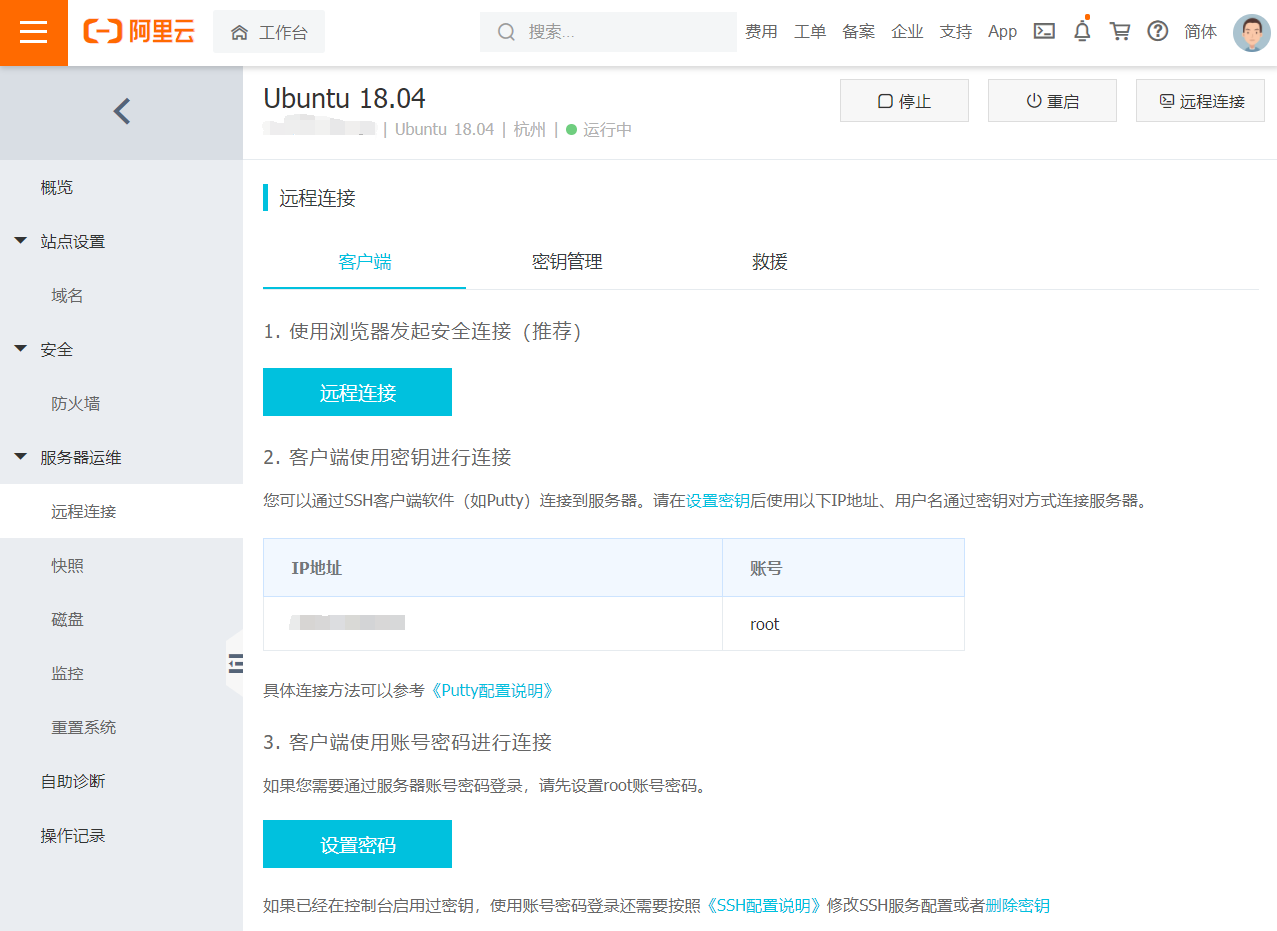 阿里云 工作台 搜索... 费用 工单 备案 企业 支持 App 简体
Ubuntu 18.04
| Ubuntu 18.04 | 杭州 | 运行中
停止 重启 远程连接
概览
站点设置
域名
安全
防火墙
服务器运维
远程连接
快照
磁盘
监控
重置系统
自助诊断
操作记录
远程连接
客户端 密钥管理 救援
1. 使用浏览器发起安全连接（推荐）
远程连接
2. 客户端使用密钥进行连接
您可以通过SSH客户端软件（如Putty）连接到服务器。请在设置密钥后使用以下IP地址、用户名通过密钥对方式连接服务器。
IP地址 账号
root
具体连接方法可以参考《Putty配置说明》
3. 客户端使用账号密码进行连接
如果您需要通过服务器账号密码登录，请先设置root账号密码。
设置密码
如果已经在控制台启用过密钥，使用账号密码登录还需要按照《SSH配置说明》修改SSH服务配置或者删除密钥